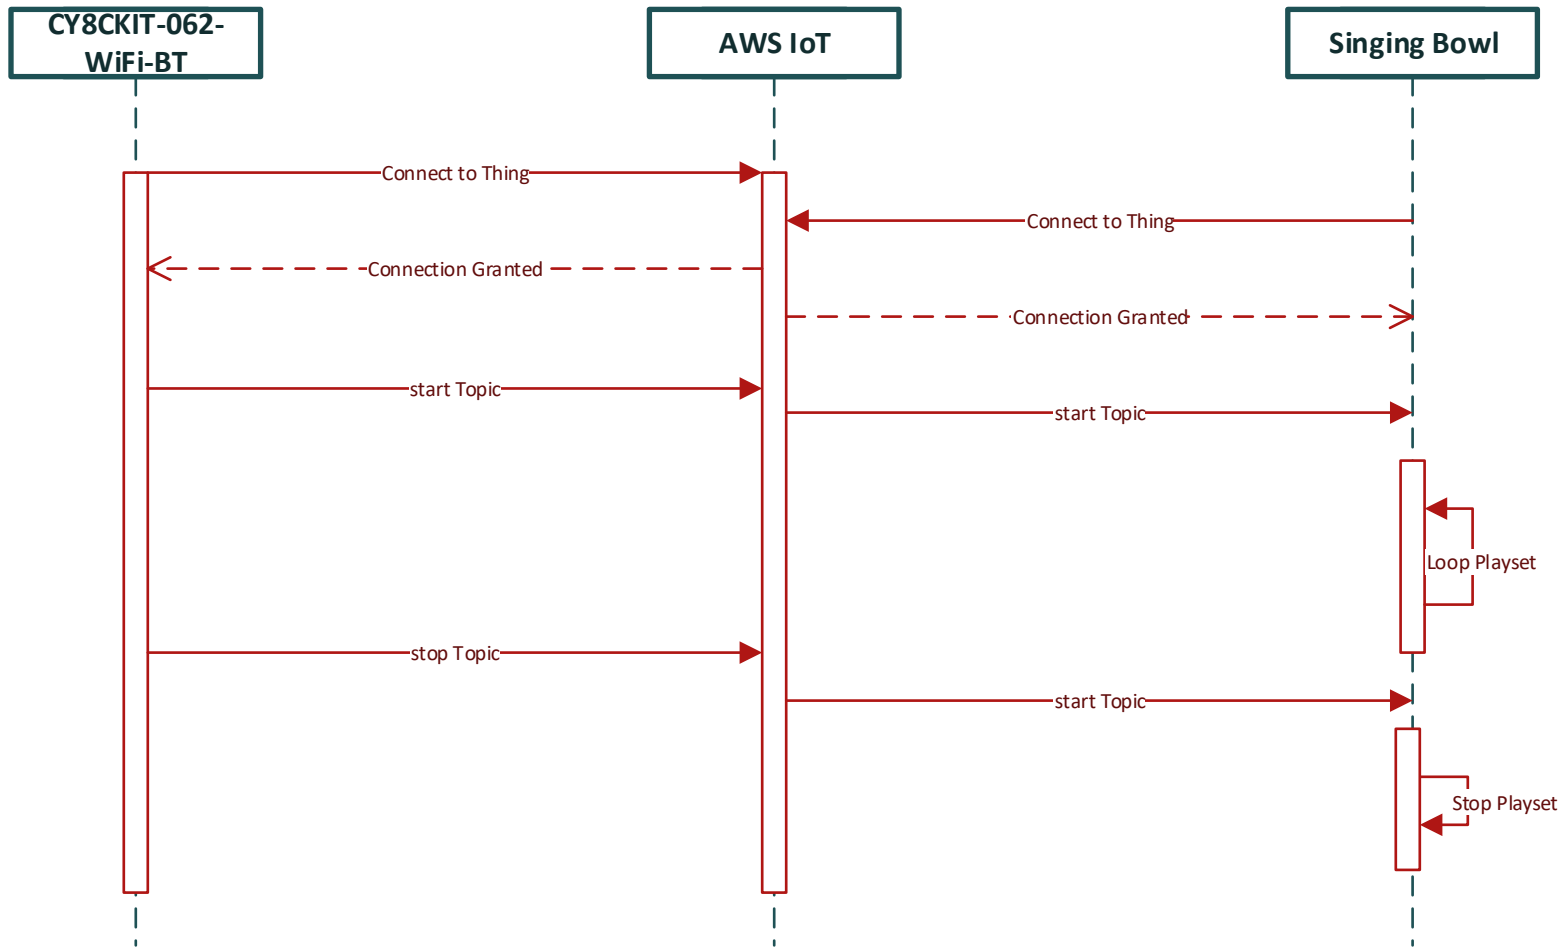 CY8CKIT-062-
WiFi-BT
AWS IoT
Singing Bowl
Connect to Thing
Connect to Thing
Connection Granted
Connection Granted
start Topic
start Topic
Loop Playset
stop Topic
start Topic
Stop Playset